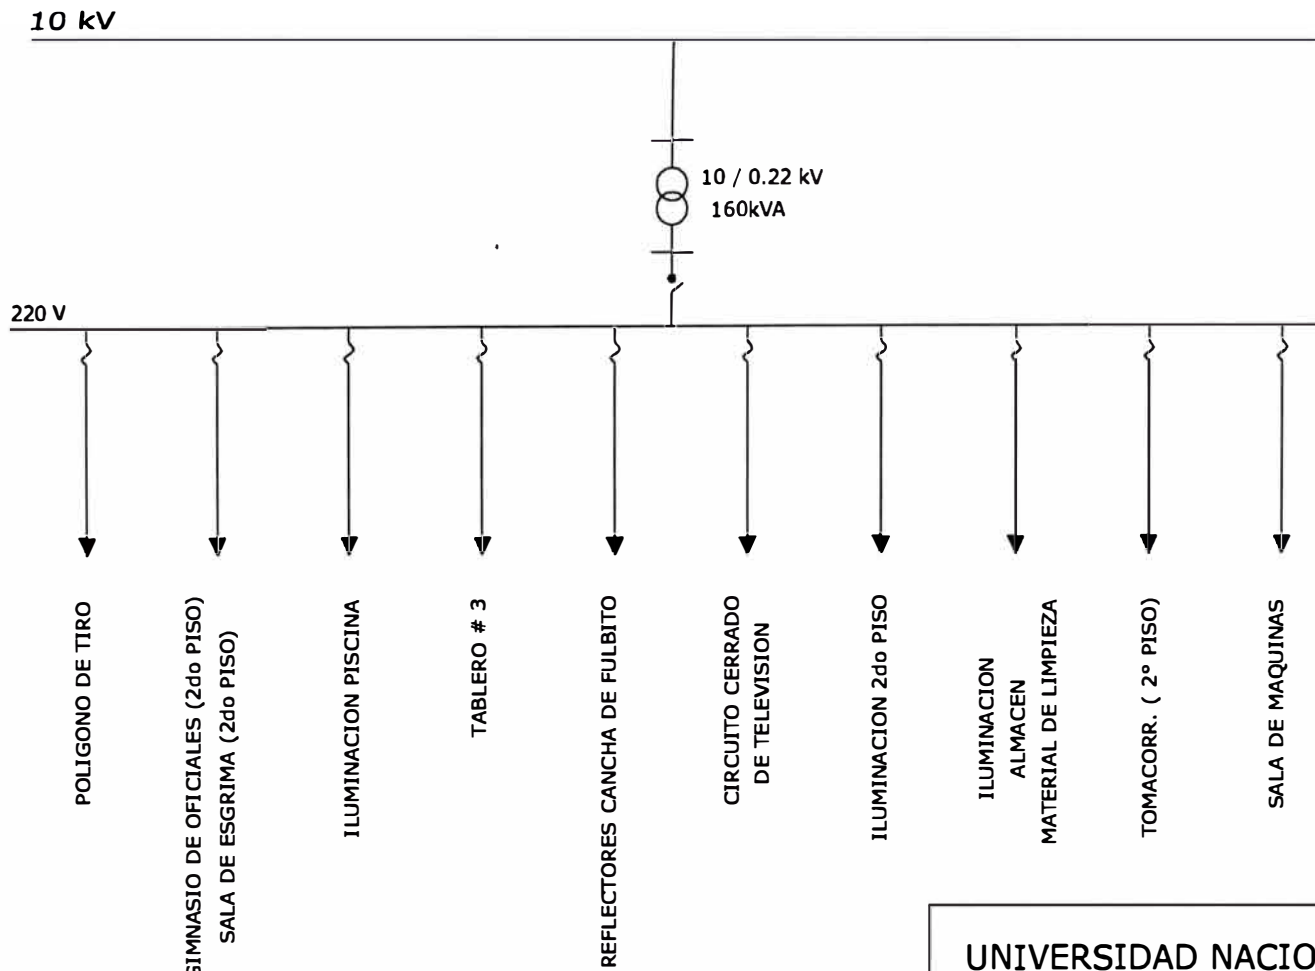 10 kV
10 / 0.22 kV
160kVA
220 V
POLIGONO DE TIRO
GIMNASIO DE OFICIALES (2do PISO)
SALA DE ESGRIMA (2do PISO)
ILUMINACION PISCINA
TABLERO # 3
REFLECTORES CANCHA DE FULBITO
CIRCUITO CERRADO
DE TELEVISION
ILUMINACION 2do PISO
ILUMINACION
ALMACEN
MATERIAL DE LIMPIEZA
TOMACORR. ( 2º PISO)
SALA DE MAQUINAS
UNIVERSIDAD NACIO